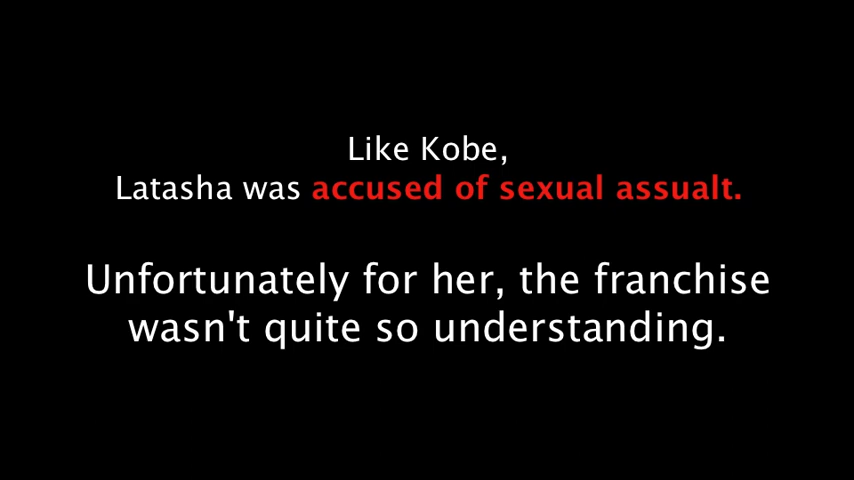 Like Kobe,
Latasha was accused of sexual assualt.
Unfortunately for her, the franchise
wasn't quite so understanding.